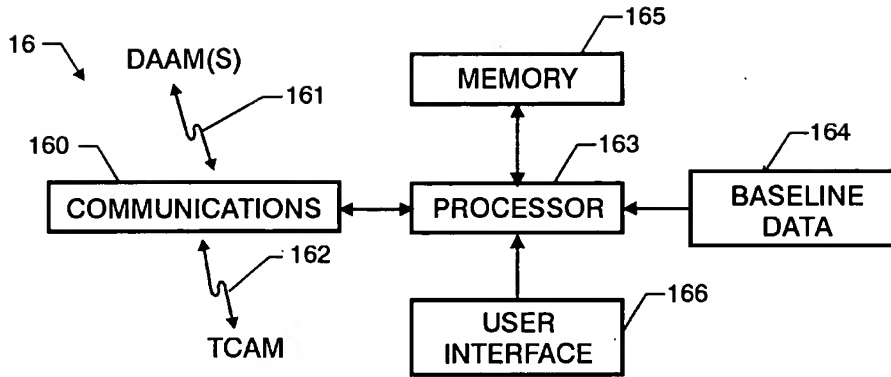 165
16
DAAM(S)
MEMORY
161
160
163
164
COMMUNICATIONS
PROCESSOR
BASELINE
DATA
162
166
TCAM
USER
INTERFACE